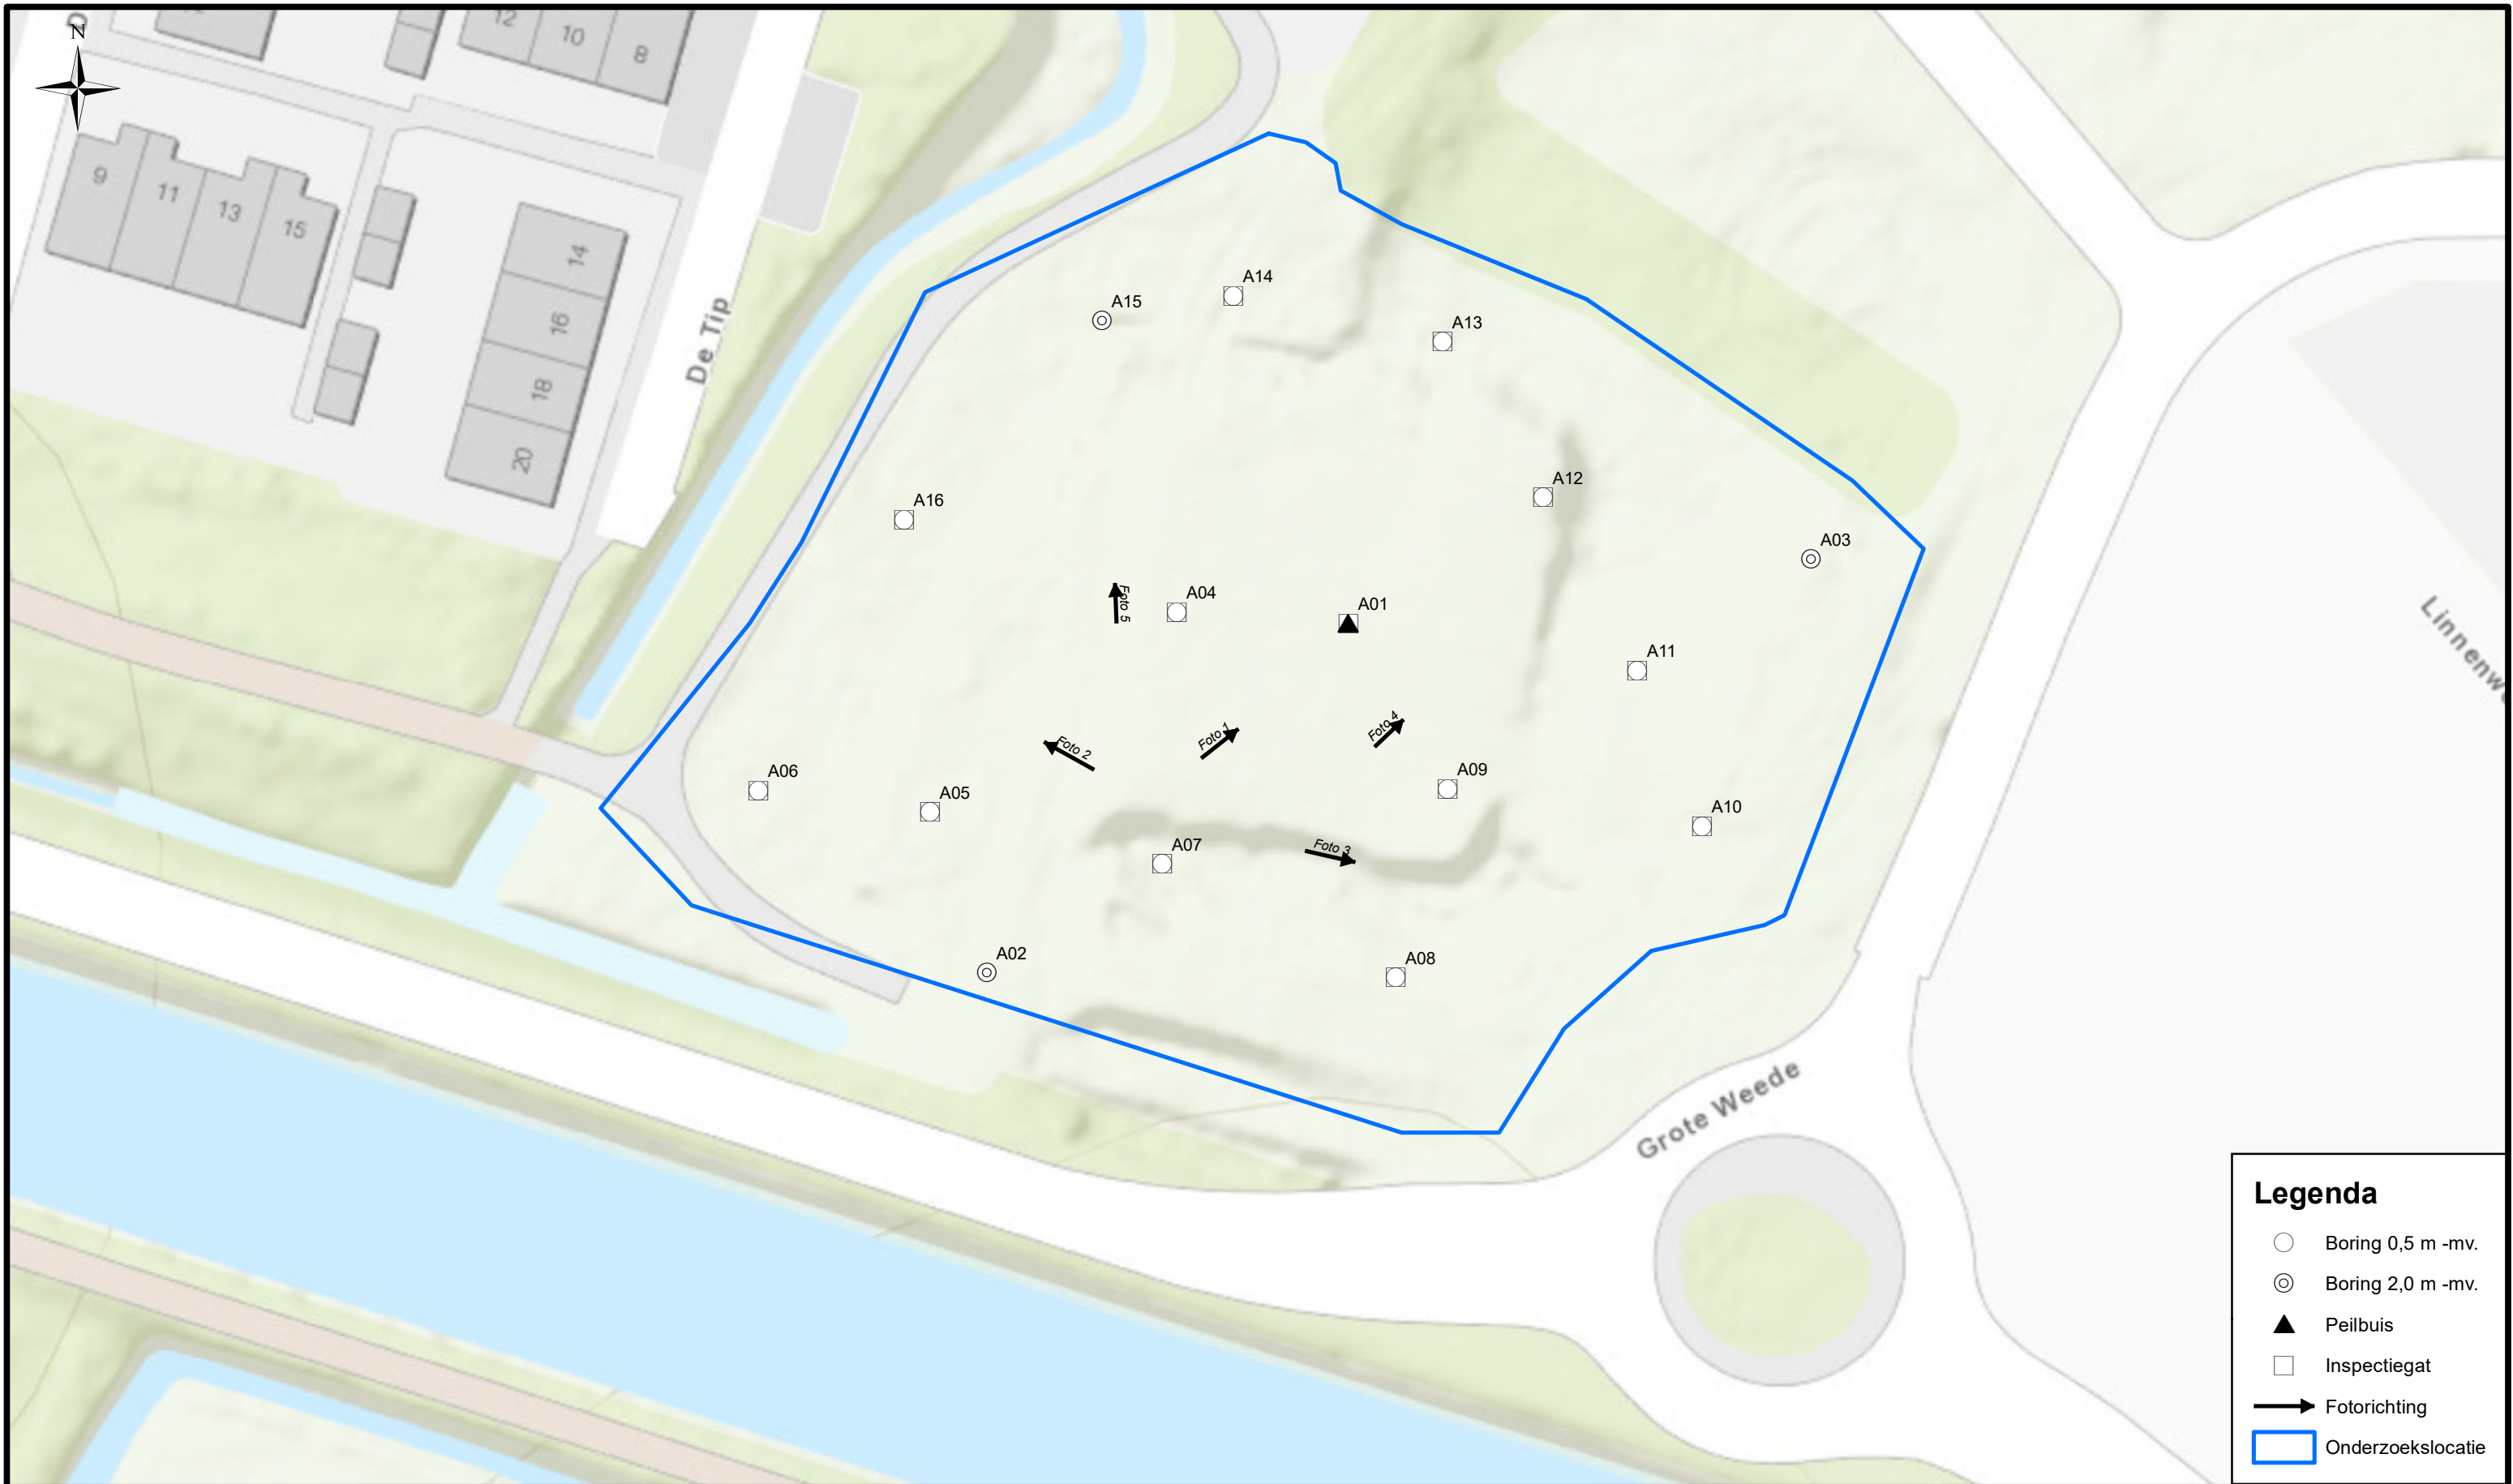 N
12
10
8
9
11
13
15
14
16
18
20
De Tip
A14
A15
A13
A12
A16
A03
A04
A01
Foto 5
A11
Foto 1
Foto 4
Foto 2
A06
A05
A09
A10
A07
Foto 3
A02
A08
Grote Weede
Legenda
Boring 0,5 m -mv.
Boring 2,0 m -mv.
Peilbuis
Inspectiegat
Fotorichting
Onderzoekslocatie